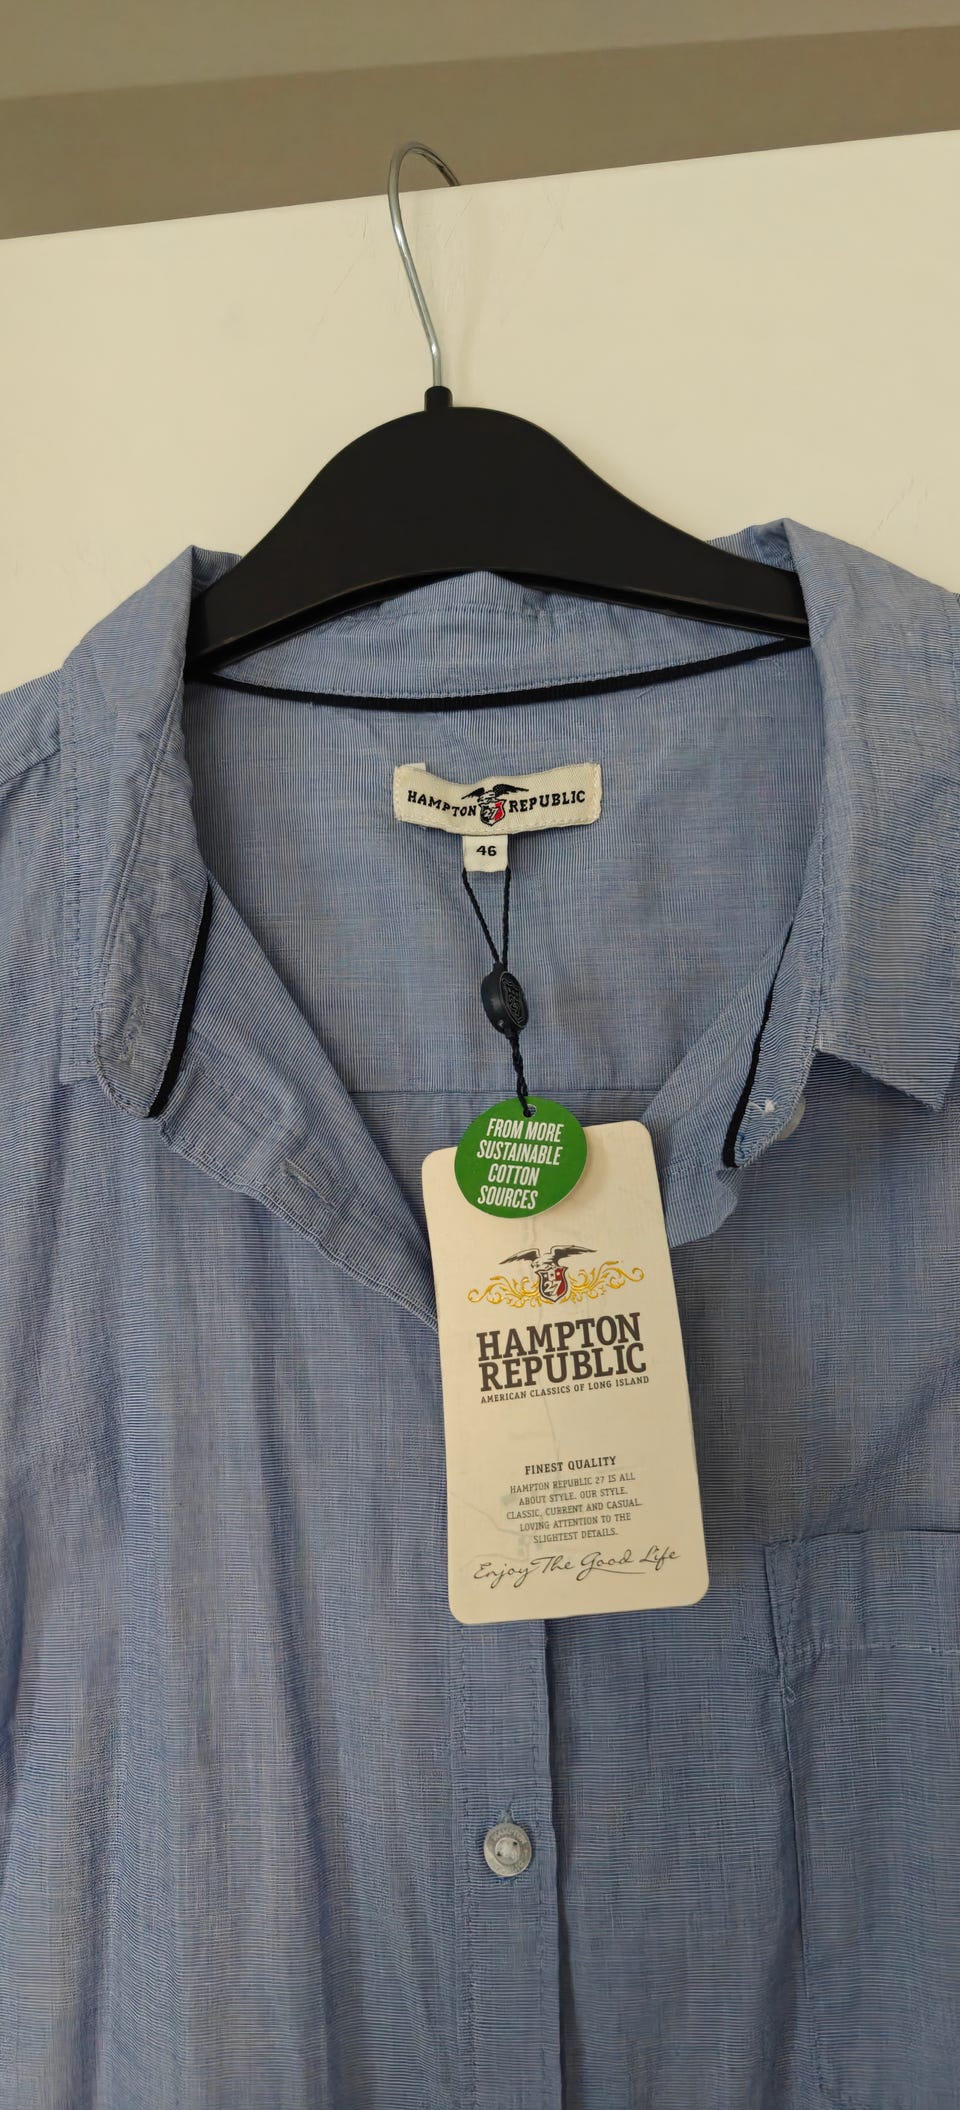 HAMPTON 27 REPUBLIC
46
FROM MORE
SUSTAINABLE
COTTON
SOURCES
27
HAMPTON
REPUBLIC
AMERICAN CLASSICS OF LONG ISLAND
FINEST QUALITY
HAMPTON REPUBLIC 27 IS ALL
ABOUT STYLE. OUR STYLE.
CLASSIC, CURRENT AND CASUAL.
LOVING ATTENTION TO THE
SLIGHTEST DETAILS.
Enjoy The Good Life